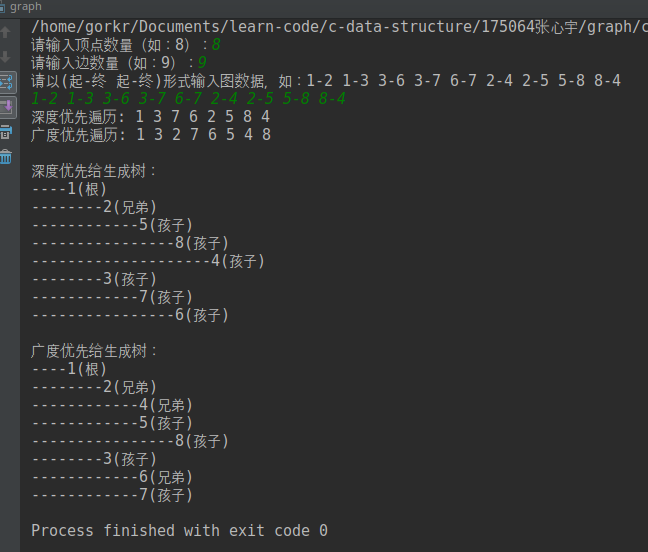 graph
/home/gorkr/Documents/learn-code/c-data-structure/175064张心宇/graph/c
请输入顶点数量（如：8）：8
请输入边数量（如：9）：9
请以(起-终 起-终)形式输入图数据，如：1-2 1-3 3-6 3-7 6-7 2-4 2-5 5-8 8-4
1-2 1-3 3-6 3-7 6-7 2-4 2-5 5-8 8-4
深度优先遍历: 1 3 7 6 2 5 8 4
广度优先遍历: 1 3 2 7 6 5 4 8
深度优先给生成树：
----1(根)
--------2(兄弟)
------------5(孩子)
----------------8(孩子)
--------------------4(孩子)
--------3(孩子)
------------7(孩子)
----------------6(孩子)
广度优先给生成树：
----1(根)
--------2(兄弟)
------------4(兄弟)
------------5(孩子)
----------------8(孩子)
--------3(孩子)
------------6(兄弟)
------------7(孩子)
Process finished with exit code 0